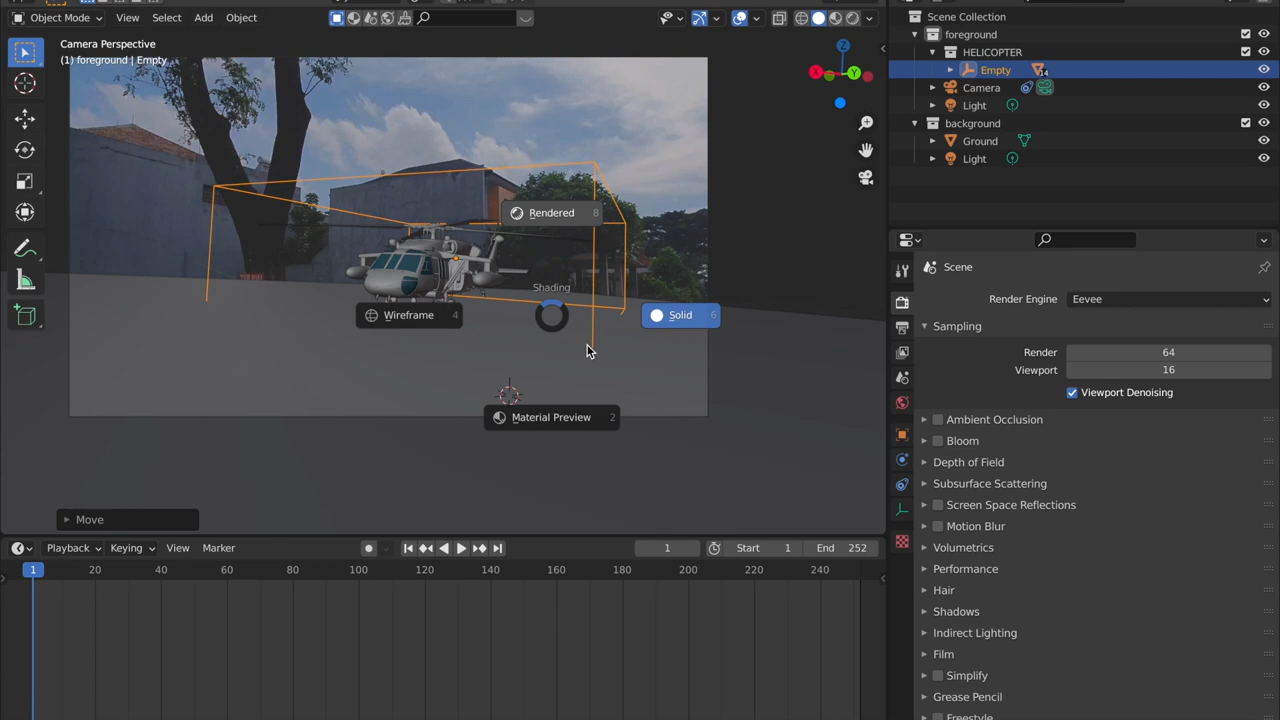 Object Mode View Select Add Object
Camera Perspective
(1) foreground | Empty
X
Y
Z
Rendered 8
Shading
Wireframe 4
Solid 6
Material Preview 2
Move
Playback Keying View Marker
1 Start 1 End 252
1 20 40 60 80 100 120 140 160 180 200 220 240
Scene Collection
foreground
HELICOPTER
Empty 14
Camera
Light
background
Ground
Light
Scene
Render Engine Eevee
Sampling
Render 64
Viewport 16
Viewport Denoising
Ambient Occlusion
Bloom
Depth of Field
Subsurface Scattering
Screen Space Reflections
Motion Blur
Volumetrics
Performance
Hair
Shadows
Indirect Lighting
Film
Simplify
Grease Pencil
Freestyle